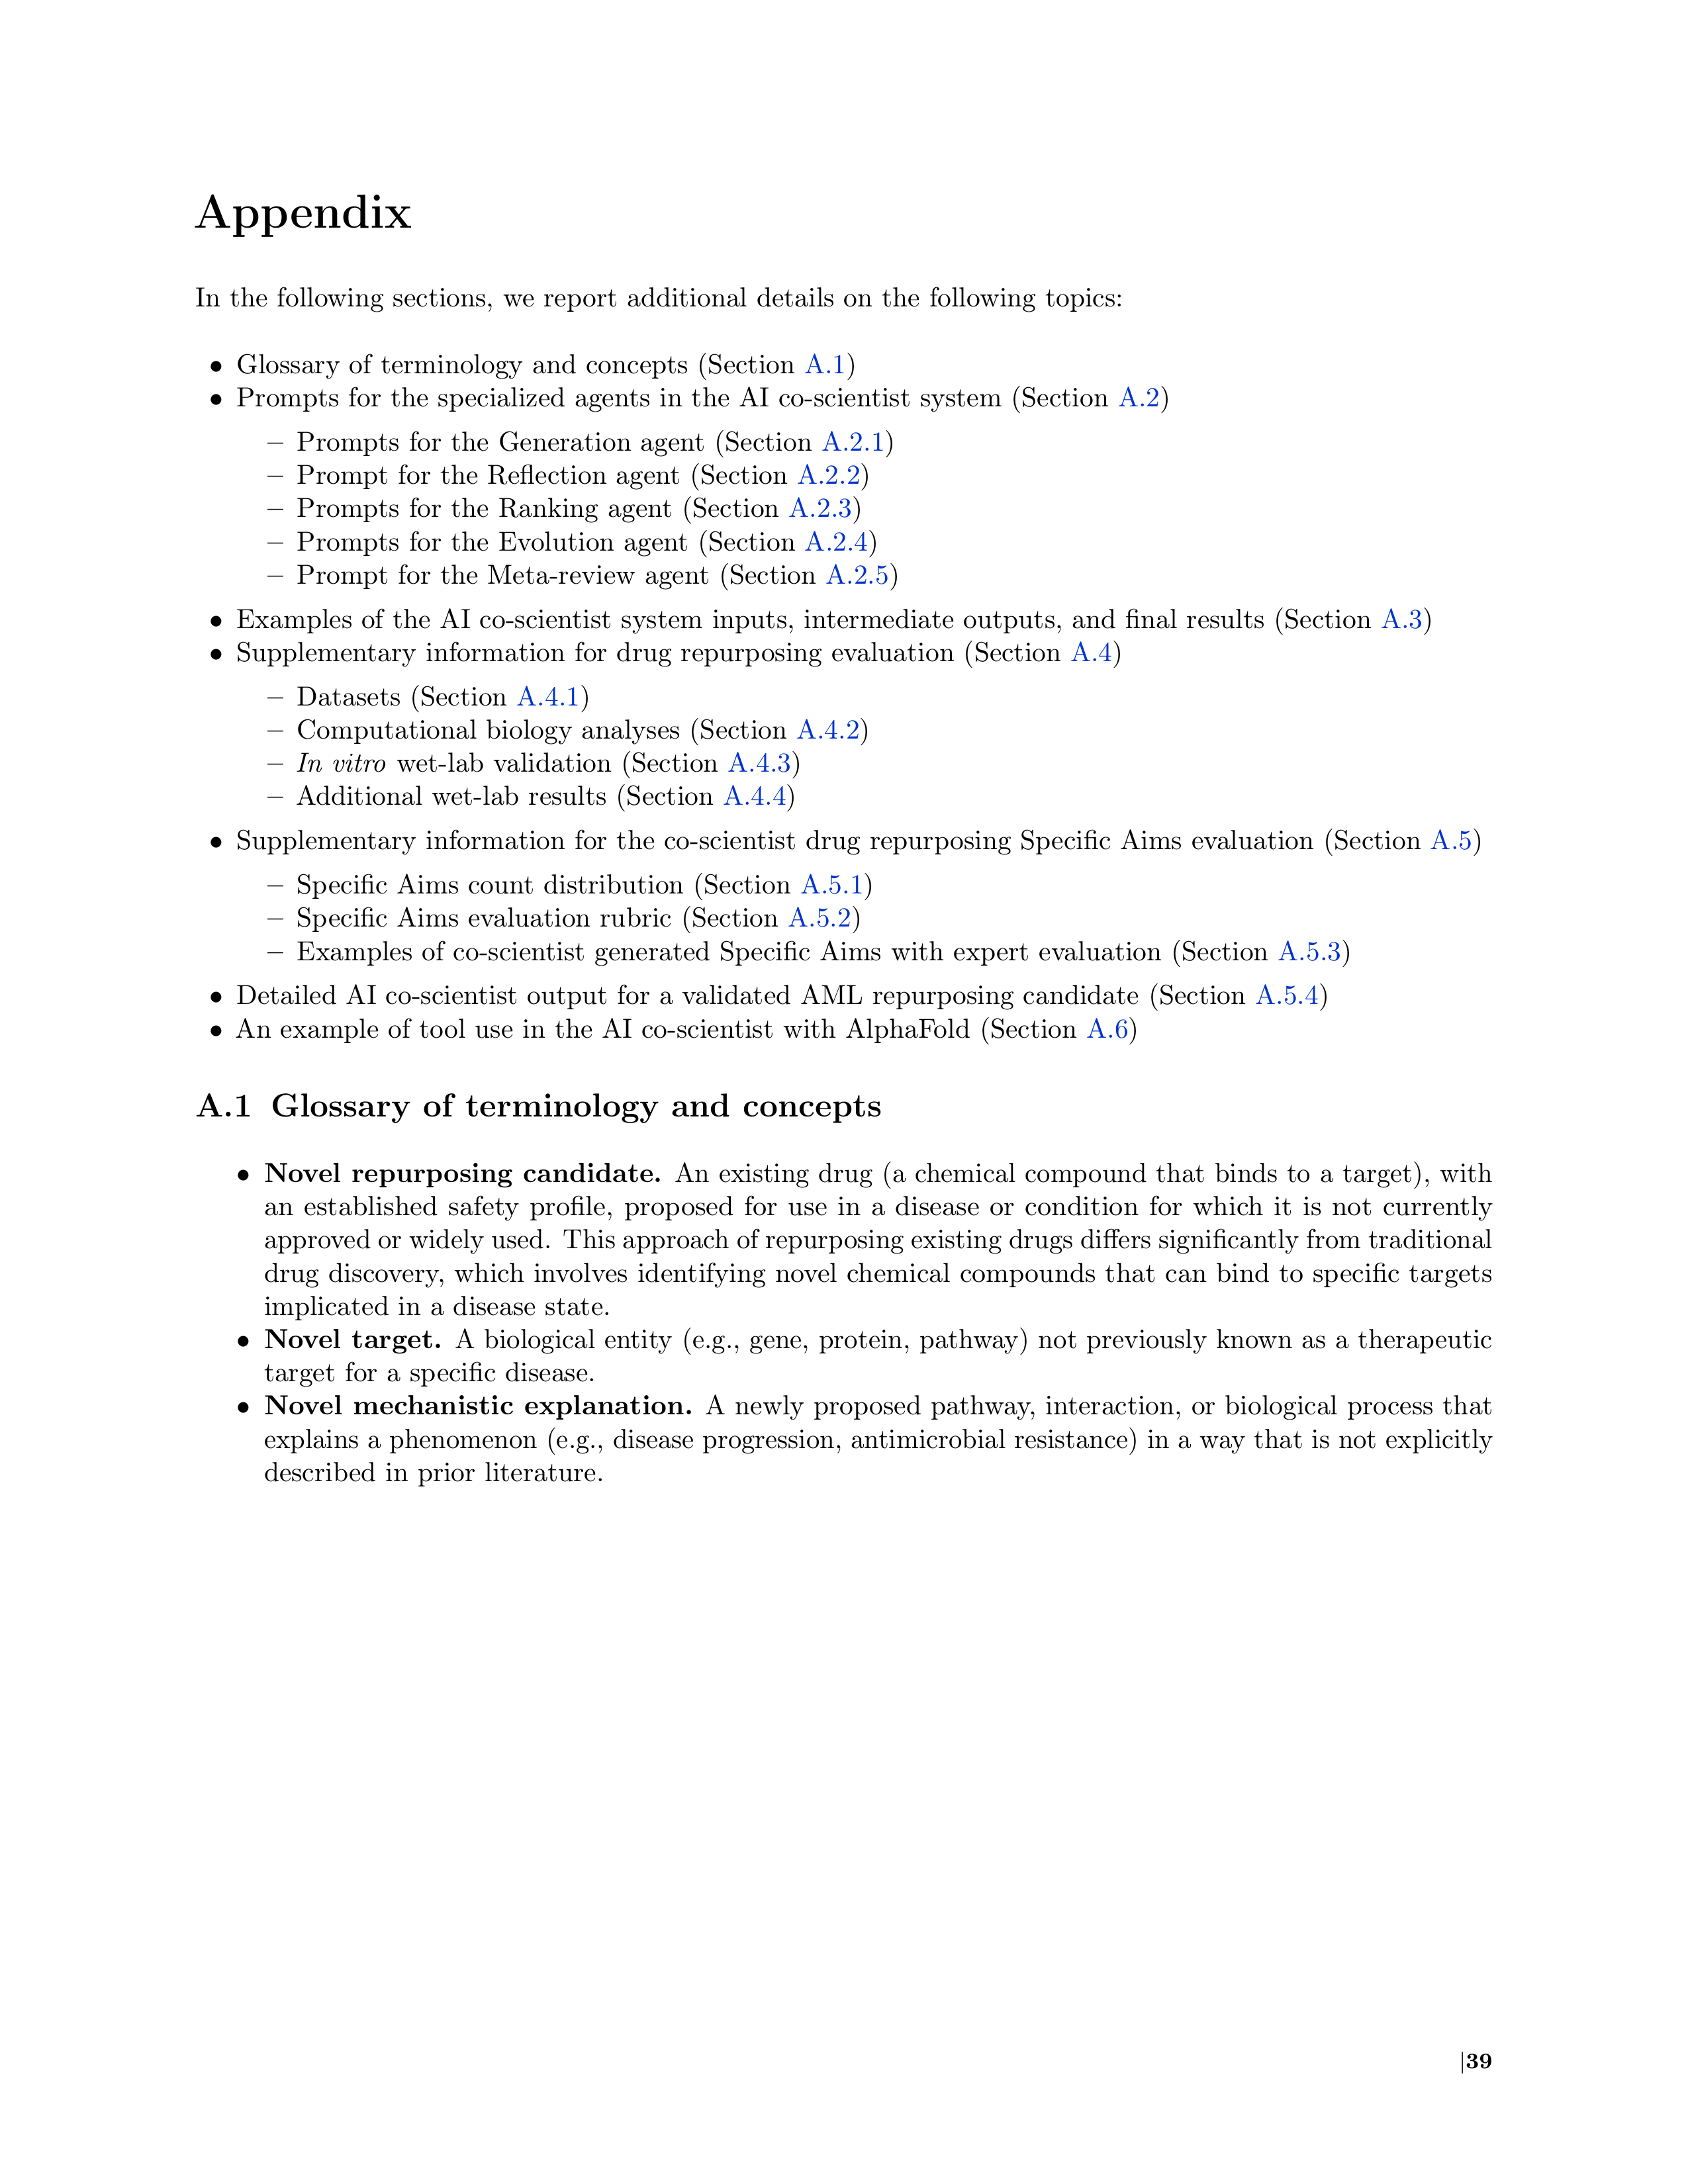 Appendix
In the following sections, we report additional details on the following topics:
• Glossary of terminology and concepts (Section A.1)
• Prompts for the specialized agents in the AI co-scientist system (Section A.2)
– Prompts for the Generation agent (Section A.2.1)
– Prompt for the Reflection agent (Section A.2.2)
– Prompts for the Ranking agent (Section A.2.3)
– Prompts for the Evolution agent (Section A.2.4)
– Prompt for the Meta-review agent (Section A.2.5)
• Examples of the AI co-scientist system inputs, intermediate outputs, and final results (Section A.3)
• Supplementary information for drug repurposing evaluation (Section A.4)
– Datasets (Section A.4.1)
– Computational biology analyses (Section A.4.2)
– In vitro wet-lab validation (Section A.4.3)
– Additional wet-lab results (Section A.4.4)
• Supplementary information for the co-scientist drug repurposing Specific Aims evaluation (Section A.5)
– Specific Aims count distribution (Section A.5.1)
– Specific Aims evaluation rubric (Section A.5.2)
– Examples of co-scientist generated Specific Aims with expert evaluation (Section A.5.3)
• Detailed AI co-scientist output for a validated AML repurposing candidate (Section A.5.4)
• An example of tool use in the AI co-scientist with AlphaFold (Section A.6)
A.1 Glossary of terminology and concepts
• Novel repurposing candidate. An existing drug (a chemical compound that binds to a target), with
an established safety profile, proposed for use in a disease or condition for which it is not currently
approved or widely used. This approach of repurposing existing drugs differs significantly from traditional
drug discovery, which involves identifying novel chemical compounds that can bind to specific targets
implicated in a disease state.
• Novel target. A biological entity (e.g., gene, protein, pathway) not previously known as a therapeutic
target for a specific disease.
• Novel mechanistic explanation. A newly proposed pathway, interaction, or biological process that
explains a phenomenon (e.g., disease progression, antimicrobial resistance) in a way that is not explicitly
described in prior literature.
|39